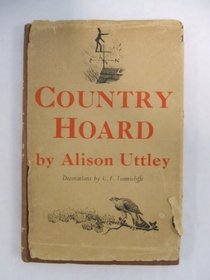 COUNTRY
HOARD
by Alison Uttley
Decorations by C. F. Tunnicliffe